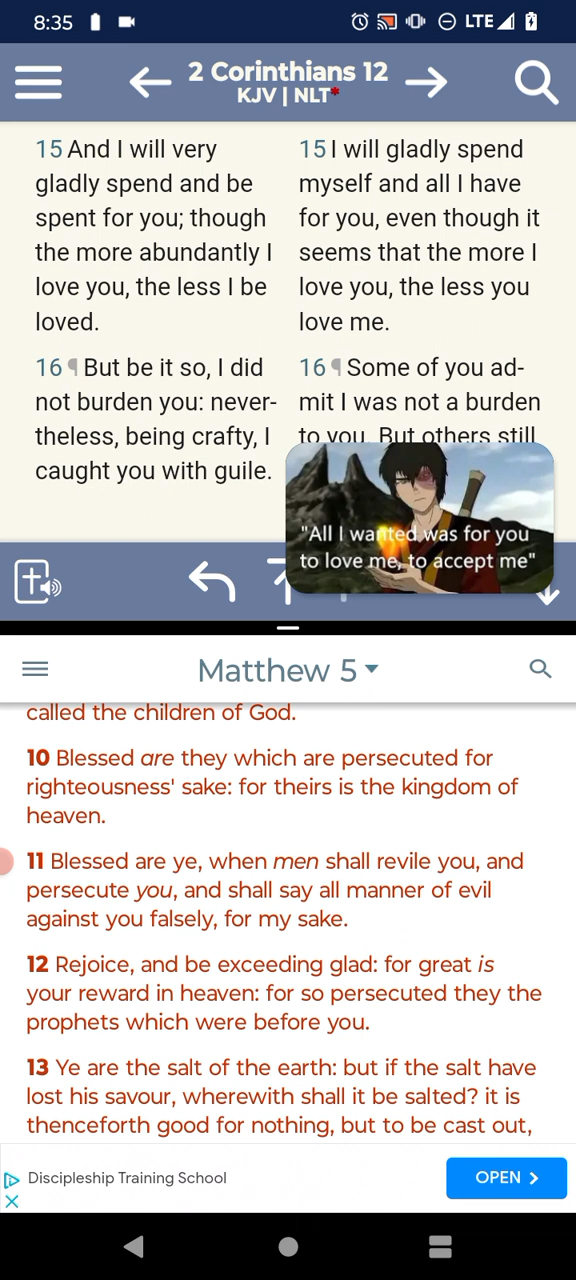 8:35
LTE
2 Corinthians 12
KJV | NLT*
15 And I will very
gladly spend and be
spent for you; though
the more abundantly I
love you, the less I be
loved.
16 ¶ But be it so, I did
not burden you: never-
theless, being crafty, I
caught you with guile.
15 I will gladly spend
myself and all I have
for you, even though it
seems that the more I
love you, the less you
love me.
16 ¶ Some of you ad-
mit I was not a burden
to you. But others still
"All I wanted was for you
to love me, to accept me"
Matthew 5
called the children of God.
10 Blessed are they which are persecuted for
righteousness' sake: for theirs is the kingdom of
heaven.
11 Blessed are ye, when men shall revile you, and
persecute you, and shall say all manner of evil
against you falsely, for my sake.
12 Rejoice, and be exceeding glad: for great is
your reward in heaven: for so persecuted they the
prophets which were before you.
13 Ye are the salt of the earth: but if the salt have
lost his savour, wherewith shall it be salted? it is
thenceforth good for nothing, but to be cast out,
Discipleship Training School
OPEN